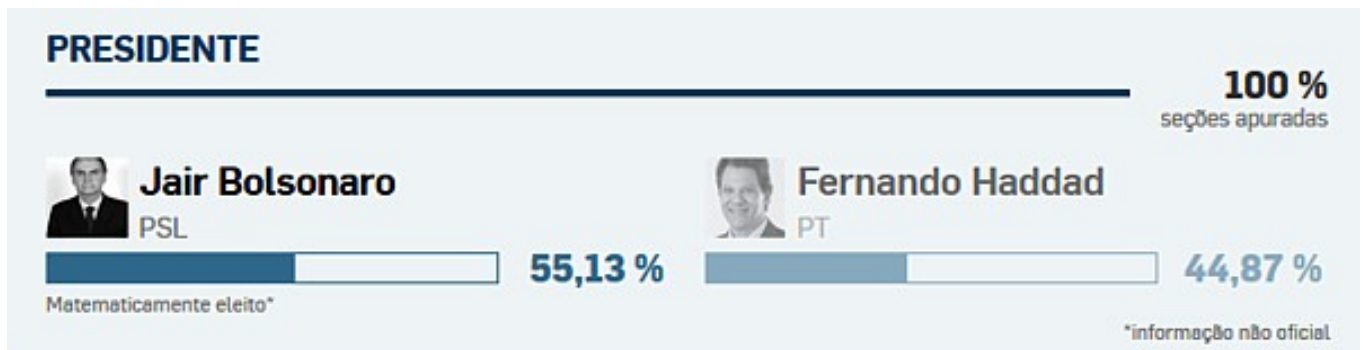 PRESIDENTE
100 %
seções apuradas
Jair Bolsonaro
PSL
55,13 %
Matematicamente eleito*
Fernando Haddad
PT
44,87 %
*informação não oficial